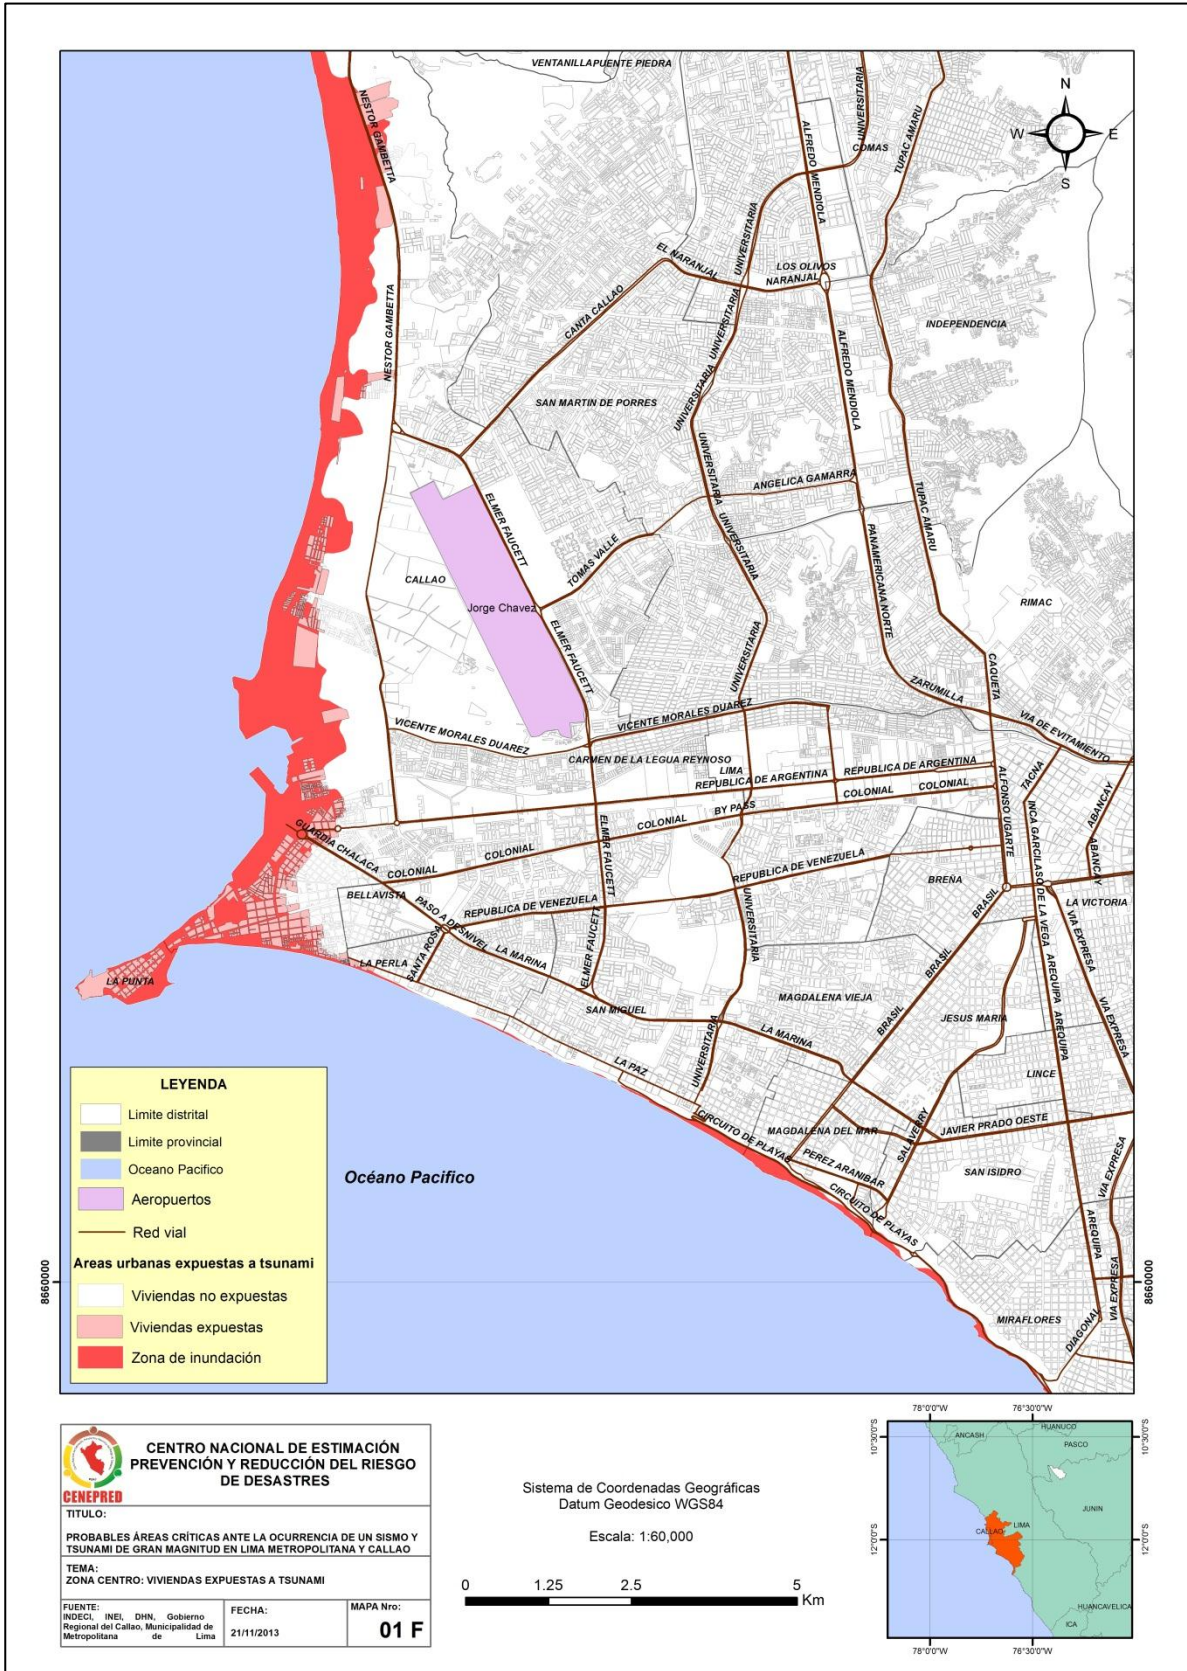 VENTANILLA
PUENTE PIEDRA
NESTOR GAMBETTA
ALFREDO MENDIOLA
UNIVERSITARIA
COMAS
TUPAC AMARU
N
W
E
S
EL NARANJAL
UNIVERSITARIA
LOS OLIVOS
NARANJAL
CANTA CALLAO
NESTOR GAMBETTA
UNIVERSITARIA
INDEPENDENCIA
ALFREDO MENDIOLA
SAN MARTIN DE PORRES
UNIVERSITARIA
UNIVERSITARIA
ANGELICA GAMARRA
ELMER FAUCETT
TUPAC AMARU
UNIVERSITARIA
PANAMERICANA NORTE
TOMAS VALLE
CALLAO
Jorge Chavez
RIMAC
ELMER FAUCETT
UNIVERSITARIA
CAQUETA
ZARUMILLA
VIA DE EVITAMIENTO
VICENTE MORALES DUAREZ
VICENTE MORALES DUAREZ
CARMEN DE LA LEGUA REYNOSO
LIMA
REPUBLICA DE ARGENTINA
REPUBLICA DE ARGENTINA
TACNA
ABANCAY
COLONIAL
COLONIAL
BY PASS
COLONIAL
ALFONSO UGARTE
INCA GARCILASO DE LA VEGA
GUARDIA CHALACA
ELMER FAUCETT
COLONIAL
COLONIAL
REPUBLICA DE VENEZUELA
ABANCAY
BREÑA
BELLAVISTA
PASO A DESNIVEL
REPUBLICA DE VENEZUELA
UNIVERSITARIA
BRASIL
LA VICTORIA
VIA EXPRESA
SANTA ROSA
LA MARINA
ELMER FAUCETT
LA PERLA
BRASIL
AREQUIPA
LA PUNTA
MAGDALENA VIEJA
SAN MIGUEL
BRASIL
JESUS MARIA
AREQUIPA
VIA EXPRESA
LA MARINA
UNIVERSITARIA
LA PAZ
LINCE
CIRCUITO DE PLAYAS
MAGDALENA DEL MAR
SALAVERRY
JAVIER PRADO OESTE
PEREZ ARANIBAR
SAN ISIDRO
VIA EXPRESA
CIRCUITO DE PLAYAS
AREQUIPA
VIA EXPRESA
MIRAFLORES
DIAGONAL
Océano Pacifico
8660000
8660000
LEYENDA
Limite distrital
Limite provincial
Oceano Pacifico
Aeropuertos
Red vial
Areas urbanas expuestas a tsunami
Viviendas no expuestas
Viviendas expuestas
Zona de inundación
CENEPRED
CENTRO NACIONAL DE ESTIMACIÓN
PREVENCIÓN Y REDUCCIÓN DEL RIESGO
DE DESASTRES
TITULO:
PROBABLES ÁREAS CRÍTICAS ANTE LA OCURRENCIA DE UN SISMO Y
TSUNAMI DE GRAN MAGNITUD EN LIMA METROPOLITANA Y CALLAO
TEMA:
ZONA CENTRO: VIVIENDAS EXPUESTAS A TSUNAMI
FUENTE:
INDECI, INEI, DHN, Gobierno
Regional del Callao, Municipalidad de
Metropolitana de Lima
FECHA:
21/11/2013
MAPA Nro:
01 F
Sistema de Coordenadas Geográficas
Datum Geodesico WGS84
Escala: 1:60,000
0 1.25 2.5 5
Km
78°0'0"W 76°30'0"W
10°30'0"S
12°0'0"S
ANCASH
HUANUCO
PASCO
JUNIN
LIMA
CALLAO
HUANCAVELICA
ICA
10°30'0"S
12°0'0"S
78°0'0"W 76°30'0"W